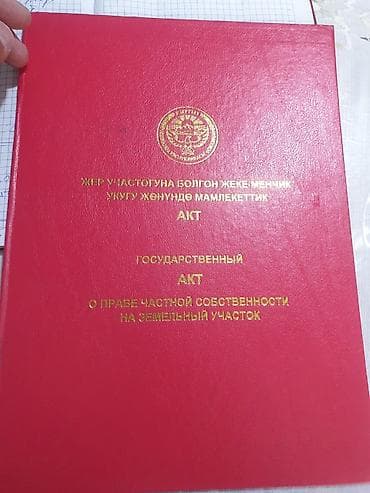 ЖЕР УЧАСТОГУНА БОЛГОН ЖЕКЕ МЕНЧИК
УКУГУ ЖӨНҮНДӨ МАМЛЕКЕТТИК
АКТ
ГОСУДАРСТВЕННЫЙ
АКТ
О ПРАВЕ ЧАСТНОЙ СОБСТВЕННОСТИ
НА ЗЕМЕЛЬНЫЙ УЧАСТОК